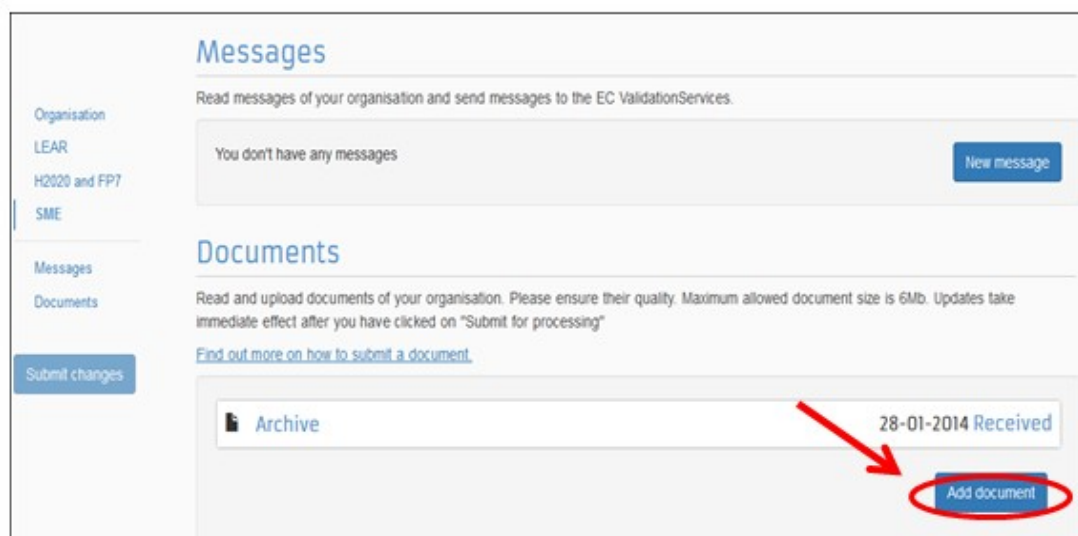 Messages
Read messages of your organisation and send messages to the EC ValidationServices.
Organisation
LEAR
H2020 and FP7
SME
Messages
Documents
Submit changes
You don't have any messages
New message
Documents
Read and upload documents of your organisation. Please ensure their quality. Maximum allowed document size is 6Mb. Updates take
immediate effect after you have clicked on "Submit for processing"
Find out more on how to submit a document.
Archive
28-01-2014 Received
Add document